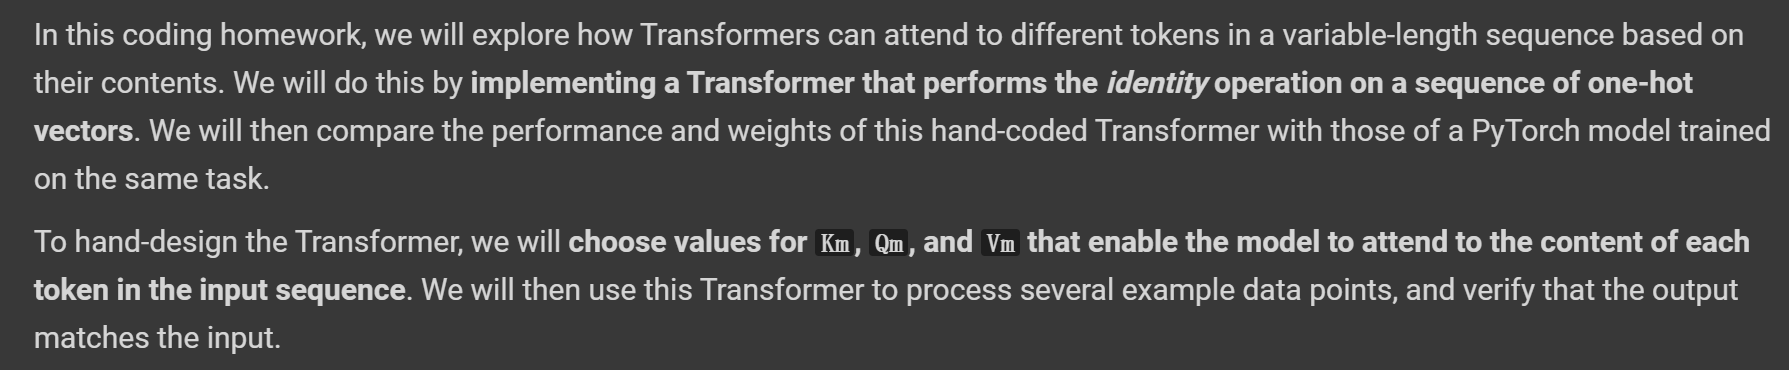 In this coding homework, we will explore how Transformers can attend to different tokens in a variable-length sequence based on
their contents. We will do this by implementing a Transformer that performs the identity operation on a sequence of one-hot
vectors. We will then compare the performance and weights of this hand-coded Transformer with those of a PyTorch model trained
on the same task.
To hand-design the Transformer, we will choose values for Km, Qm, and Vm that enable the model to attend to the content of each
token in the input sequence. We will then use this Transformer to process several example data points, and verify that the output
matches the input.